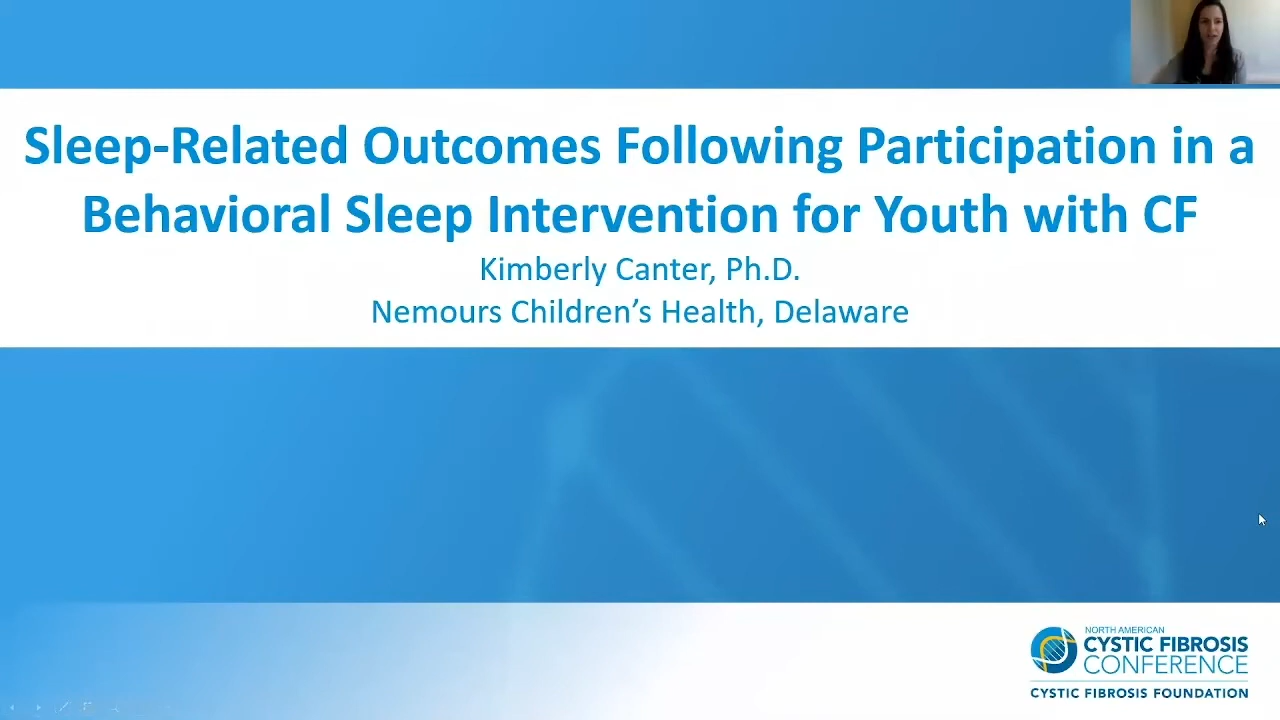 Sleep-Related Outcomes Following Participation in a
Behavioral Sleep Intervention for Youth with CF
Kimberly Canter, Ph.D.
Nemours Children’s Health, Delaware
NORTH AMERICAN
CYSTIC FIBROSIS
CONFERENCE
CYSTIC FIBROSIS FOUNDATION